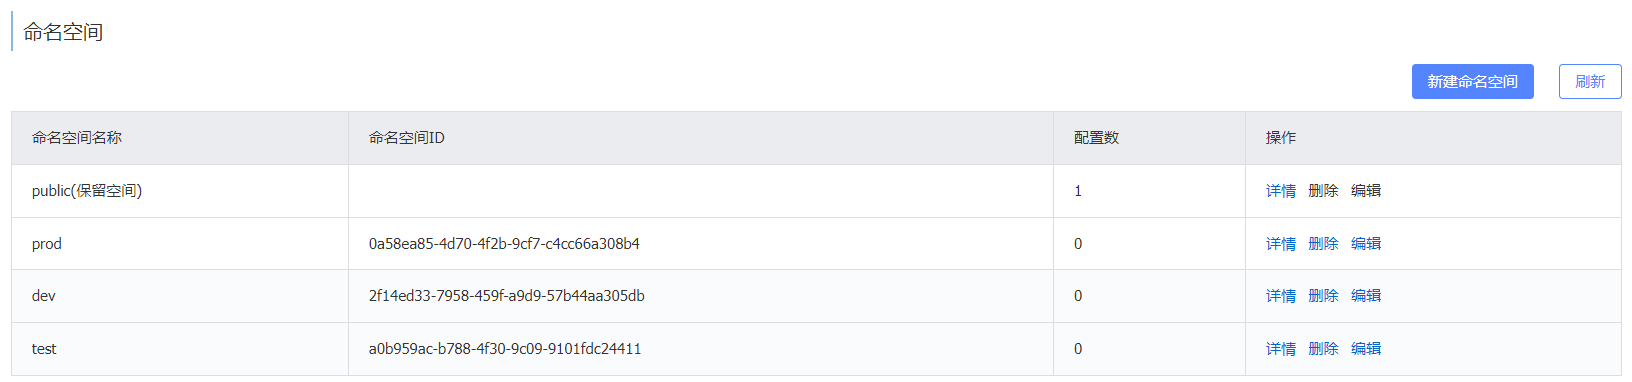 命名空间
新建命名空间 刷新
命名空间名称 命名空间ID 配置数 操作
public(保留空间) 1 详情 删除 编辑
prod 0a58ea85-4d70-4f2b-9cf7-c4cc66a308b4 0 详情 删除 编辑
dev 2f14ed33-7958-459f-a9d9-57b44aa305db 0 详情 删除 编辑
test a0b959ac-b788-4f30-9c09-9101fdc24411 0 详情 删除 编辑